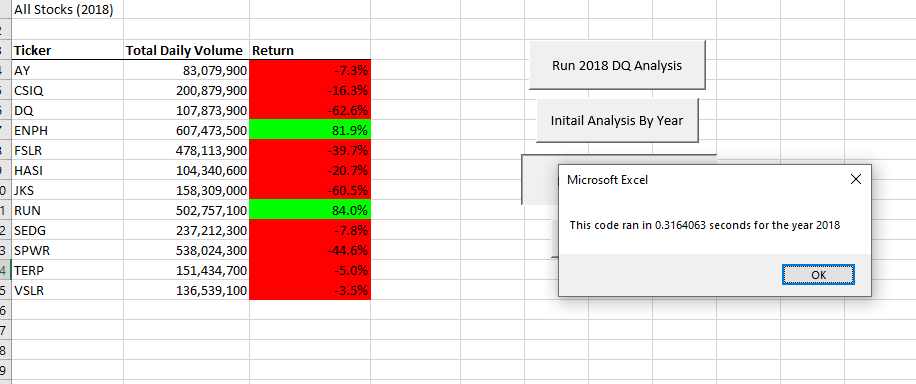 All Stocks (2018)
Ticker Total Daily Volume Return
AY 83,079,900 -7.3%
CSIQ 200,879,900 -16.3%
DQ 107,873,900 -62.6%
ENPH 607,473,500 81.9%
FSLR 478,113,900 -39.7%
HASI 104,340,600 -20.7%
JKS 158,309,000 -60.5%
RUN 502,757,100 84.0%
SEDG 237,212,300 -7.8%
SPWR 538,024,300 -44.6%
TERP 151,434,700 -5.0%
VSLR 136,539,100 -3.5%
Run 2018 DQ Analysis
Initail Analysis By Year
Microsoft Excel
This code ran in 0.3164063 seconds for the year 2018
OK